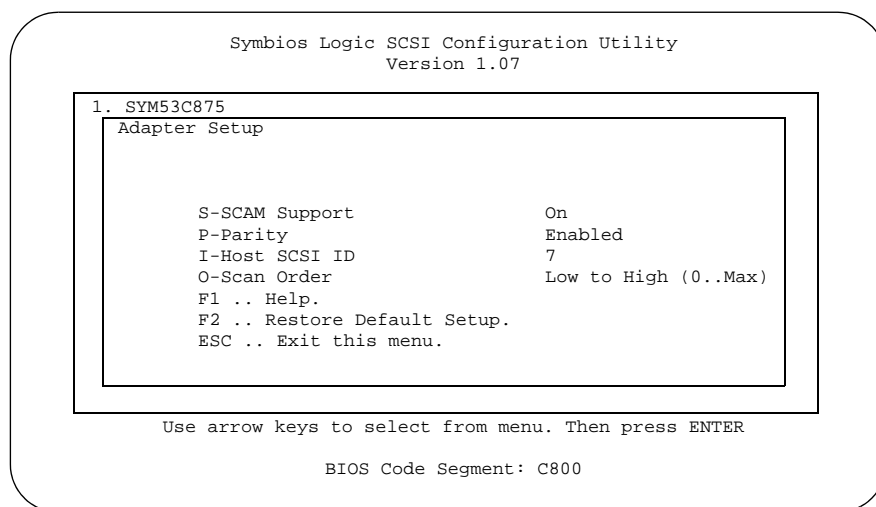 Symbios Logic SCSI Configuration Utility
Version 1.07
1. SYM53C875
Adapter Setup
S-SCAM Support On
P-Parity Enabled
I-Host SCSI ID 7
O-Scan Order Low to High (0..Max)
F1 .. Help.
F2 .. Restore Default Setup.
ESC .. Exit this menu.
Use arrow keys to select from menu. Then press ENTER
BIOS Code Segment: C800